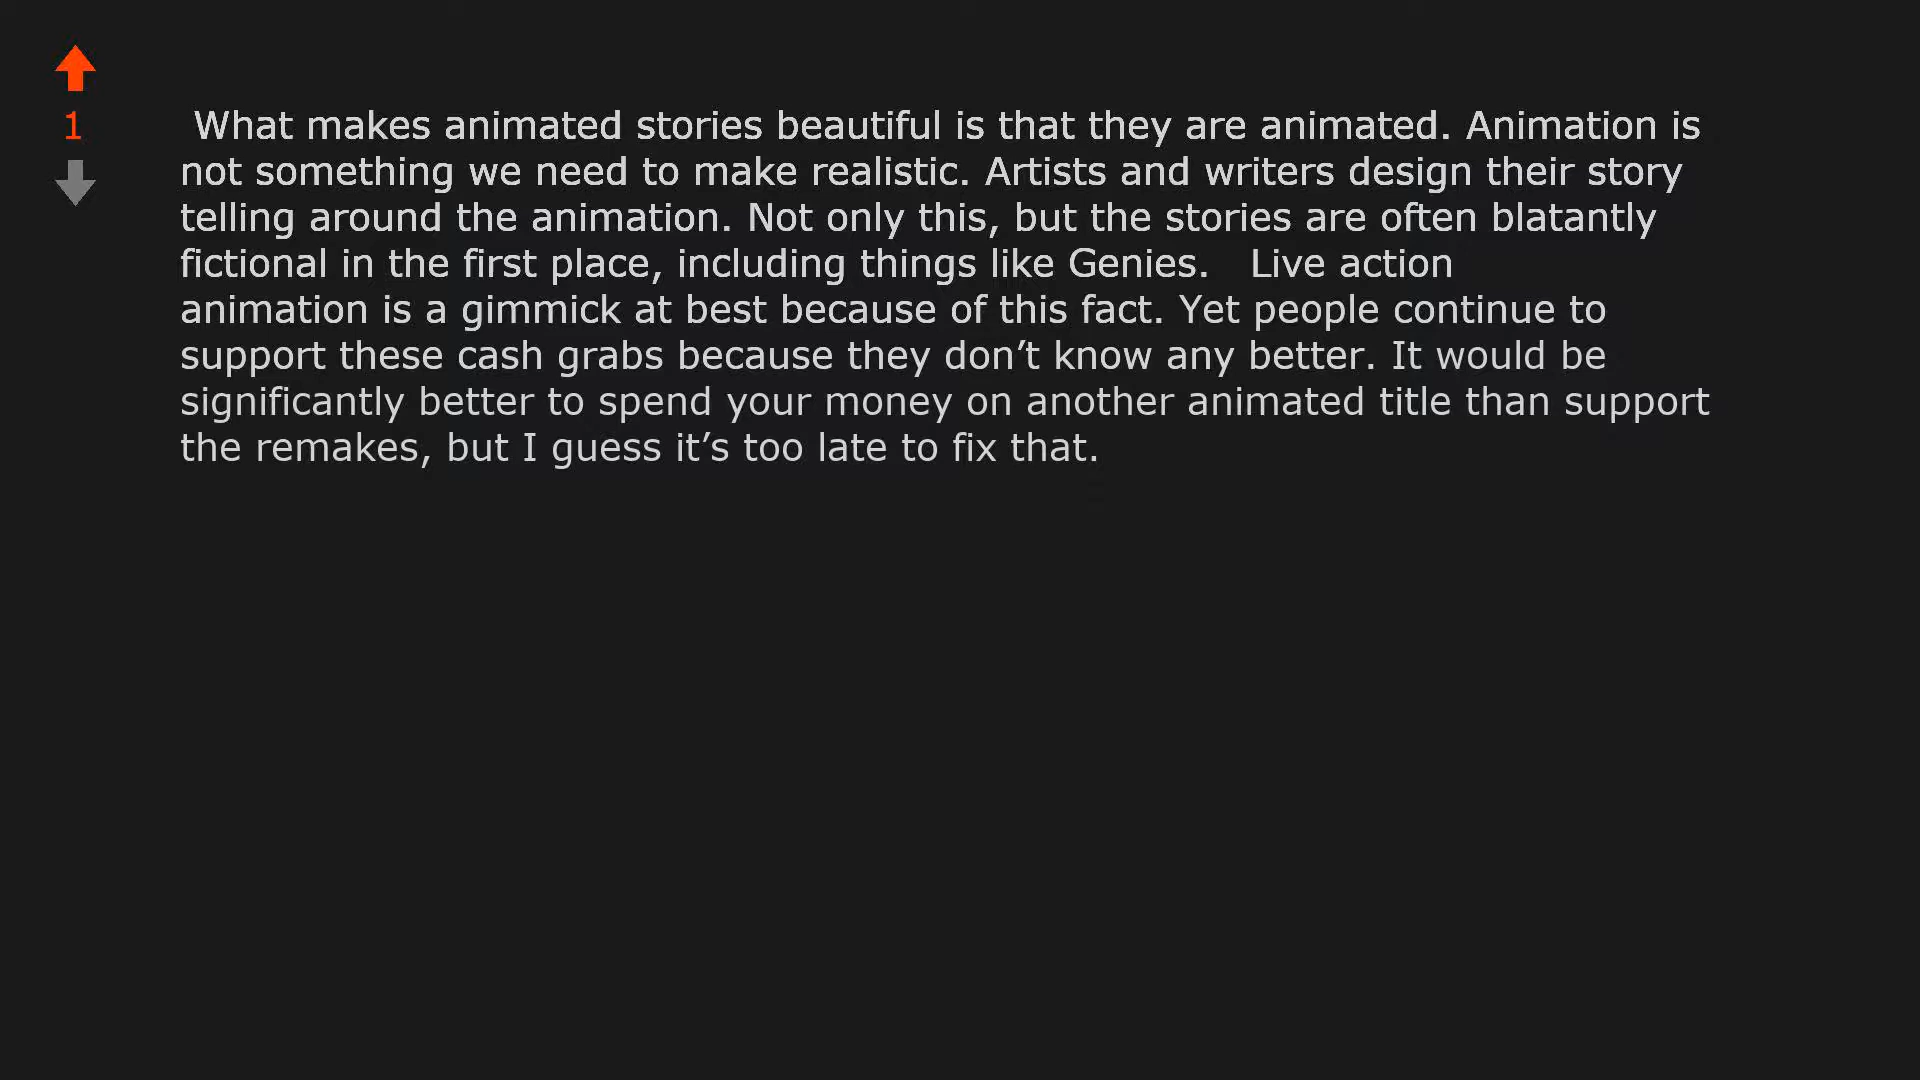 1
What makes animated stories beautiful is that they are animated. Animation is
not something we need to make realistic. Artists and writers design their story
telling around the animation. Not only this, but the stories are often blatantly
fictional in the first place, including things like Genies.   Live action
animation is a gimmick at best because of this fact. Yet people continue to
support these cash grabs because they don’t know any better. It would be
significantly better to spend your money on another animated title than support
the remakes, but I guess it’s too late to fix that.